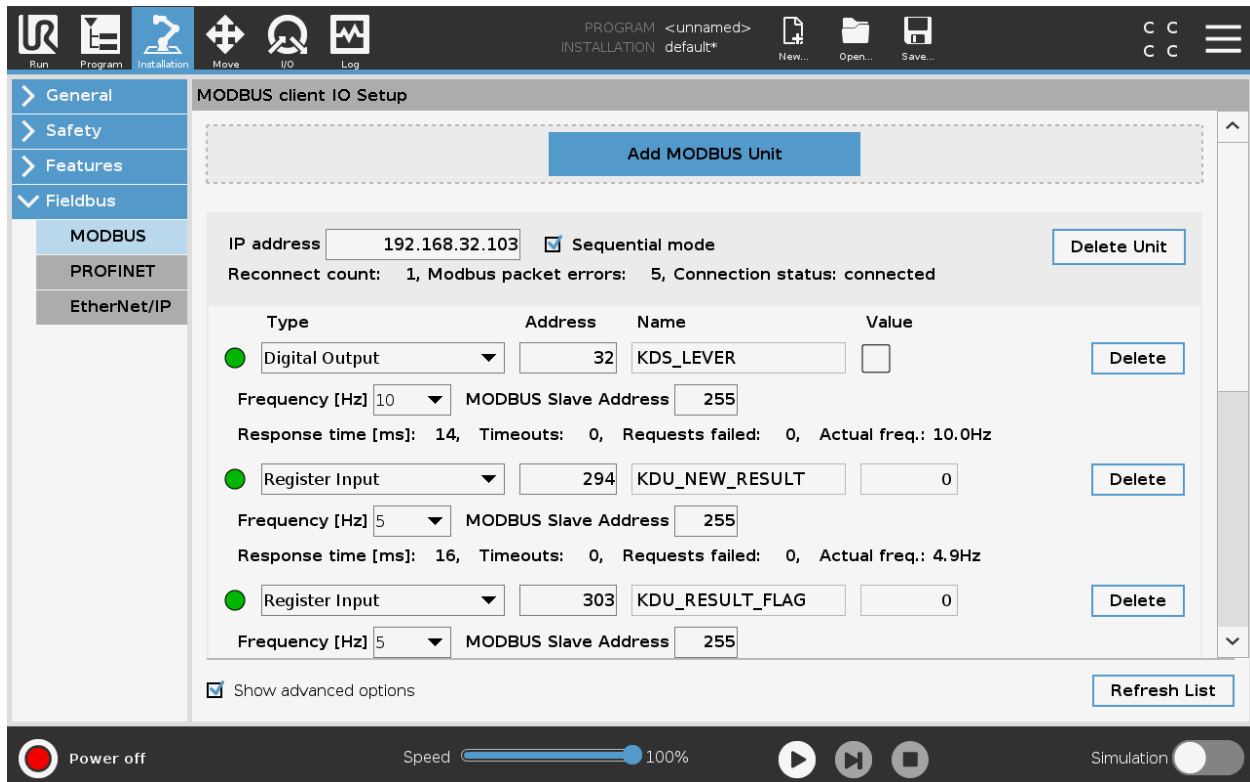 PROGRAM <unnamed>
INSTALLATION default*
New...
Open...
Save...
C C
C C
UR
Run
Program
Installation
Move
I/O
Log
General
Safety
Features
Fieldbus
MODBUS
PROFINET
EtherNet/IP
MODBUS client IO Setup
Add MODBUS Unit
IP address 192.168.32.103 Sequential mode Delete Unit
Reconnect count: 1, Modbus packet errors: 5, Connection status: connected
Type Address Name Value
Digital Output 32 KDS_LEVER Delete
Frequency [Hz] 10 MODBUS Slave Address 255
Response time [ms]: 14, Timeouts: 0, Requests failed: 0, Actual freq.: 10.0Hz
Register Input 294 KDU_NEW_RESULT 0 Delete
Frequency [Hz] 5 MODBUS Slave Address 255
Response time [ms]: 16, Timeouts: 0, Requests failed: 0, Actual freq.: 4.9Hz
Register Input 303 KDU_RESULT_FLAG 0 Delete
Frequency [Hz] 5 MODBUS Slave Address 255
Show advanced options Refresh List
Power off Speed 100% Simulation